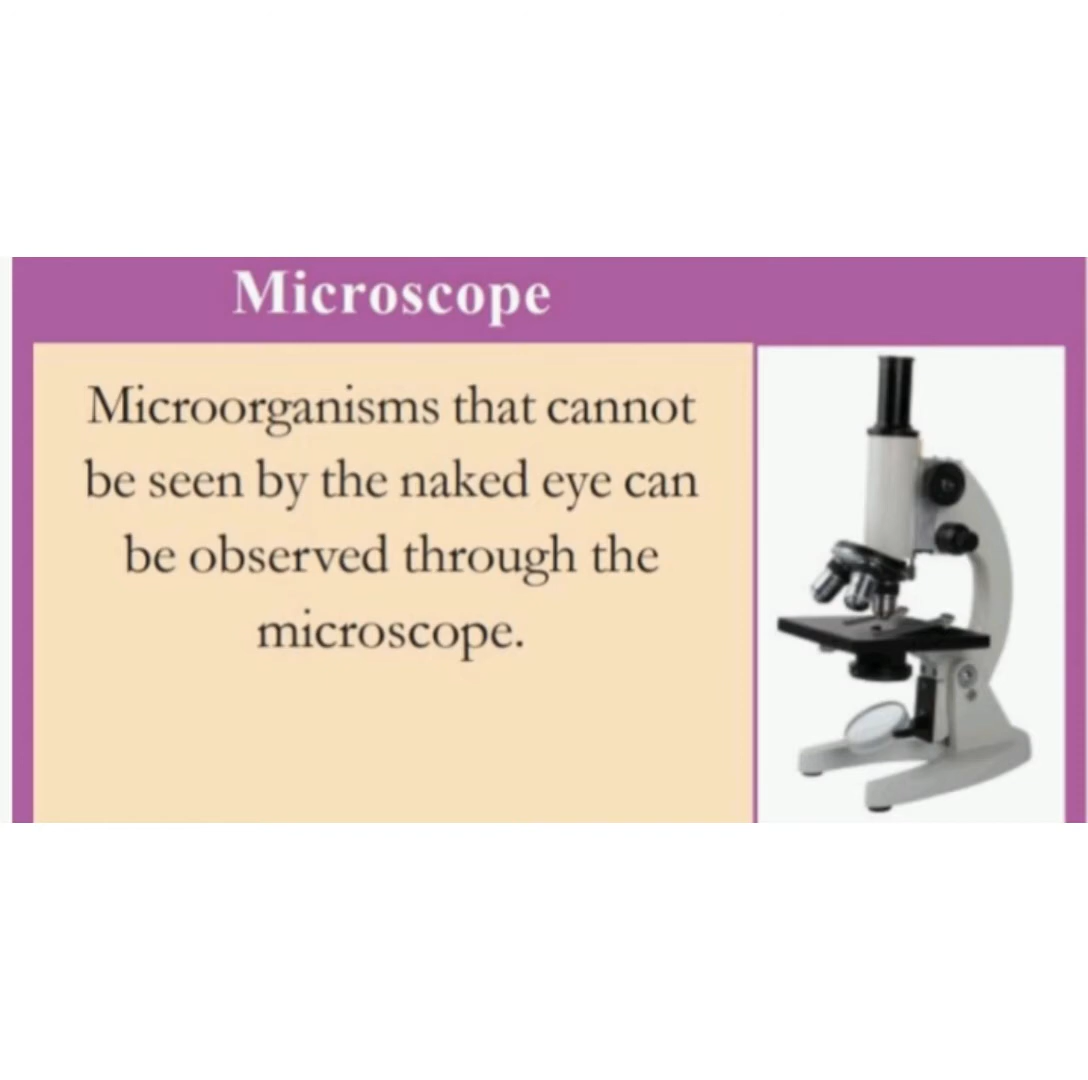 Microscope
Microorganisms that cannot
be seen by the naked eye can
be observed through the
microscope.